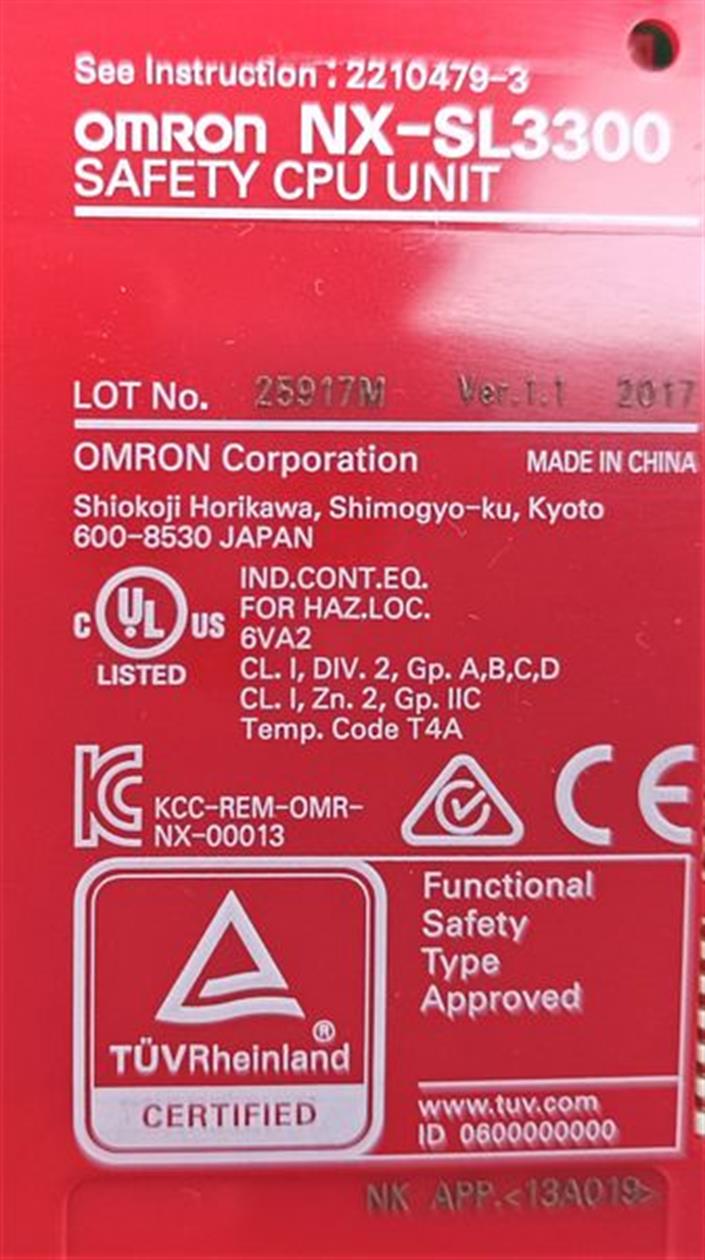 See Instruction : 2210479-3
OMRON NX-SL3300
SAFETY CPU UNIT
LOT No. 25917M Ver.1.1 2017
OMRON Corporation MADE IN CHINA
Shiokoji Horikawa, Shimogyo-ku, Kyoto
600-8530 JAPAN
C UL US
LISTED
IND.CONT.EQ.
FOR HAZ.LOC.
6VA2
CL. I, DIV. 2, Gp. A,B,C,D
CL. I, Zn. 2, Gp. IIC
Temp. Code T4A
KCC-REM-OMR-
NX-00013
CE
TÜVRheinland®
CERTIFIED
Functional
Safety
Type
Approved
www.tuv.com
ID 0600000000
NK APP.<13A019>